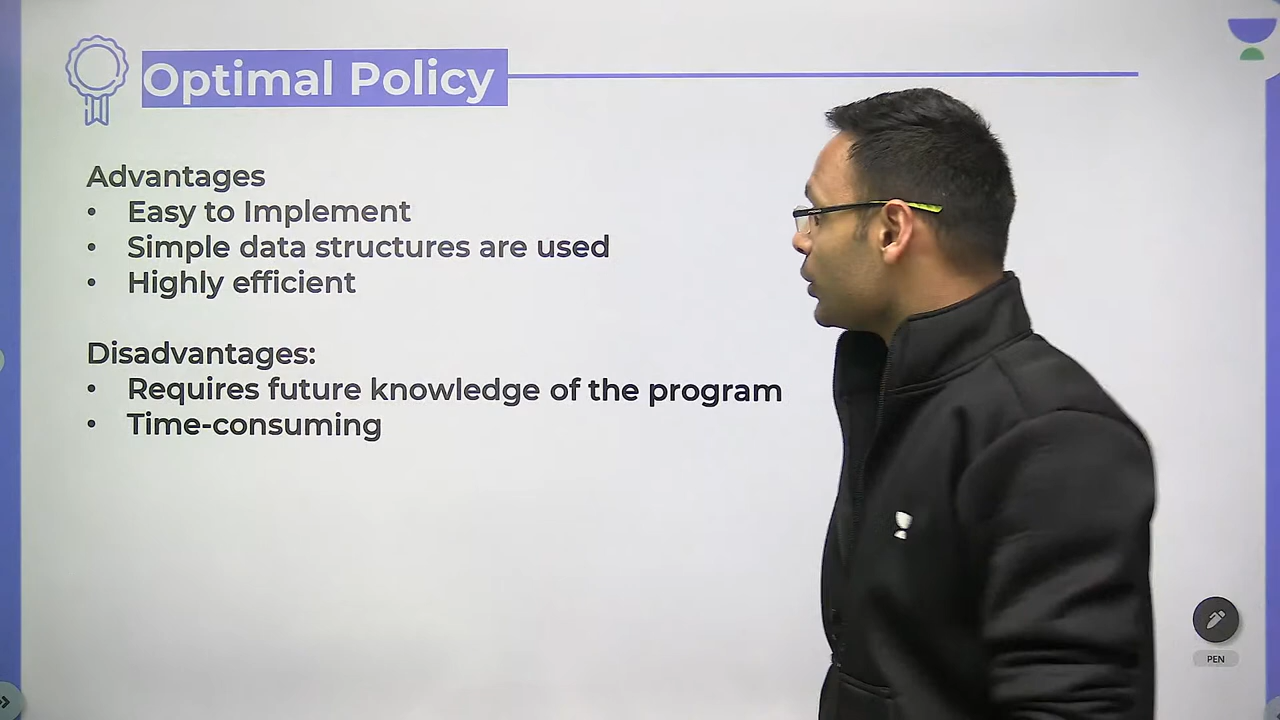 Optimal Policy
Advantages
• Easy to Implement
• Simple data structures are used
• Highly efficient
Disadvantages:
• Requires future knowledge of the program
• Time-consuming
PEN